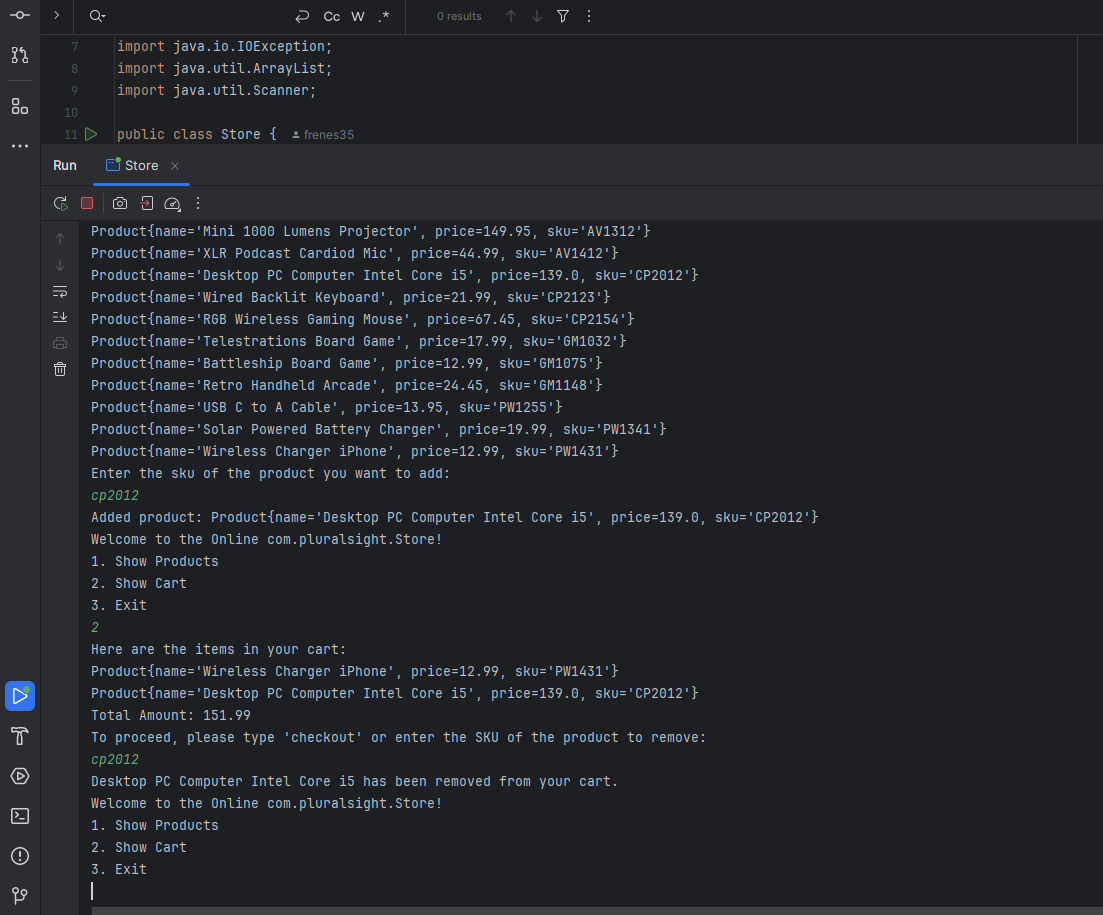 Cc W .* 0 results
7 import java.io.IOException;
8 import java.util.ArrayList;
9 import java.util.Scanner;
10
11 public class Store { frenes35
Run Store
Product{name='Mini 1000 Lumens Projector', price=149.95, sku='AV1312'}
Product{name='XLR Podcast Cardiod Mic', price=44.99, sku='AV1412'}
Product{name='Desktop PC Computer Intel Core i5', price=139.0, sku='CP2012'}
Product{name='Wired Backlit Keyboard', price=21.99, sku='CP2123'}
Product{name='RGB Wireless Gaming Mouse', price=67.45, sku='CP2154'}
Product{name='Telestrations Board Game', price=17.99, sku='GM1032'}
Product{name='Battleship Board Game', price=12.99, sku='GM1075'}
Product{name='Retro Handheld Arcade', price=24.45, sku='GM1148'}
Product{name='USB C to A Cable', price=13.95, sku='PW1255'}
Product{name='Solar Powered Battery Charger', price=19.99, sku='PW1341'}
Product{name='Wireless Charger iPhone', price=12.99, sku='PW1431'}
Enter the sku of the product you want to add:
cp2012
Added product: Product{name='Desktop PC Computer Intel Core i5', price=139.0, sku='CP2012'}
Welcome to the Online com.pluralsight.Store!
1. Show Products
2. Show Cart
3. Exit
2
Here are the items in your cart:
Product{name='Wireless Charger iPhone', price=12.99, sku='PW1431'}
Product{name='Desktop PC Computer Intel Core i5', price=139.0, sku='CP2012'}
Total Amount: 151.99
To proceed, please type 'checkout' or enter the SKU of the product to remove:
cp2012
Desktop PC Computer Intel Core i5 has been removed from your cart.
Welcome to the Online com.pluralsight.Store!
1. Show Products
2. Show Cart
3. Exit